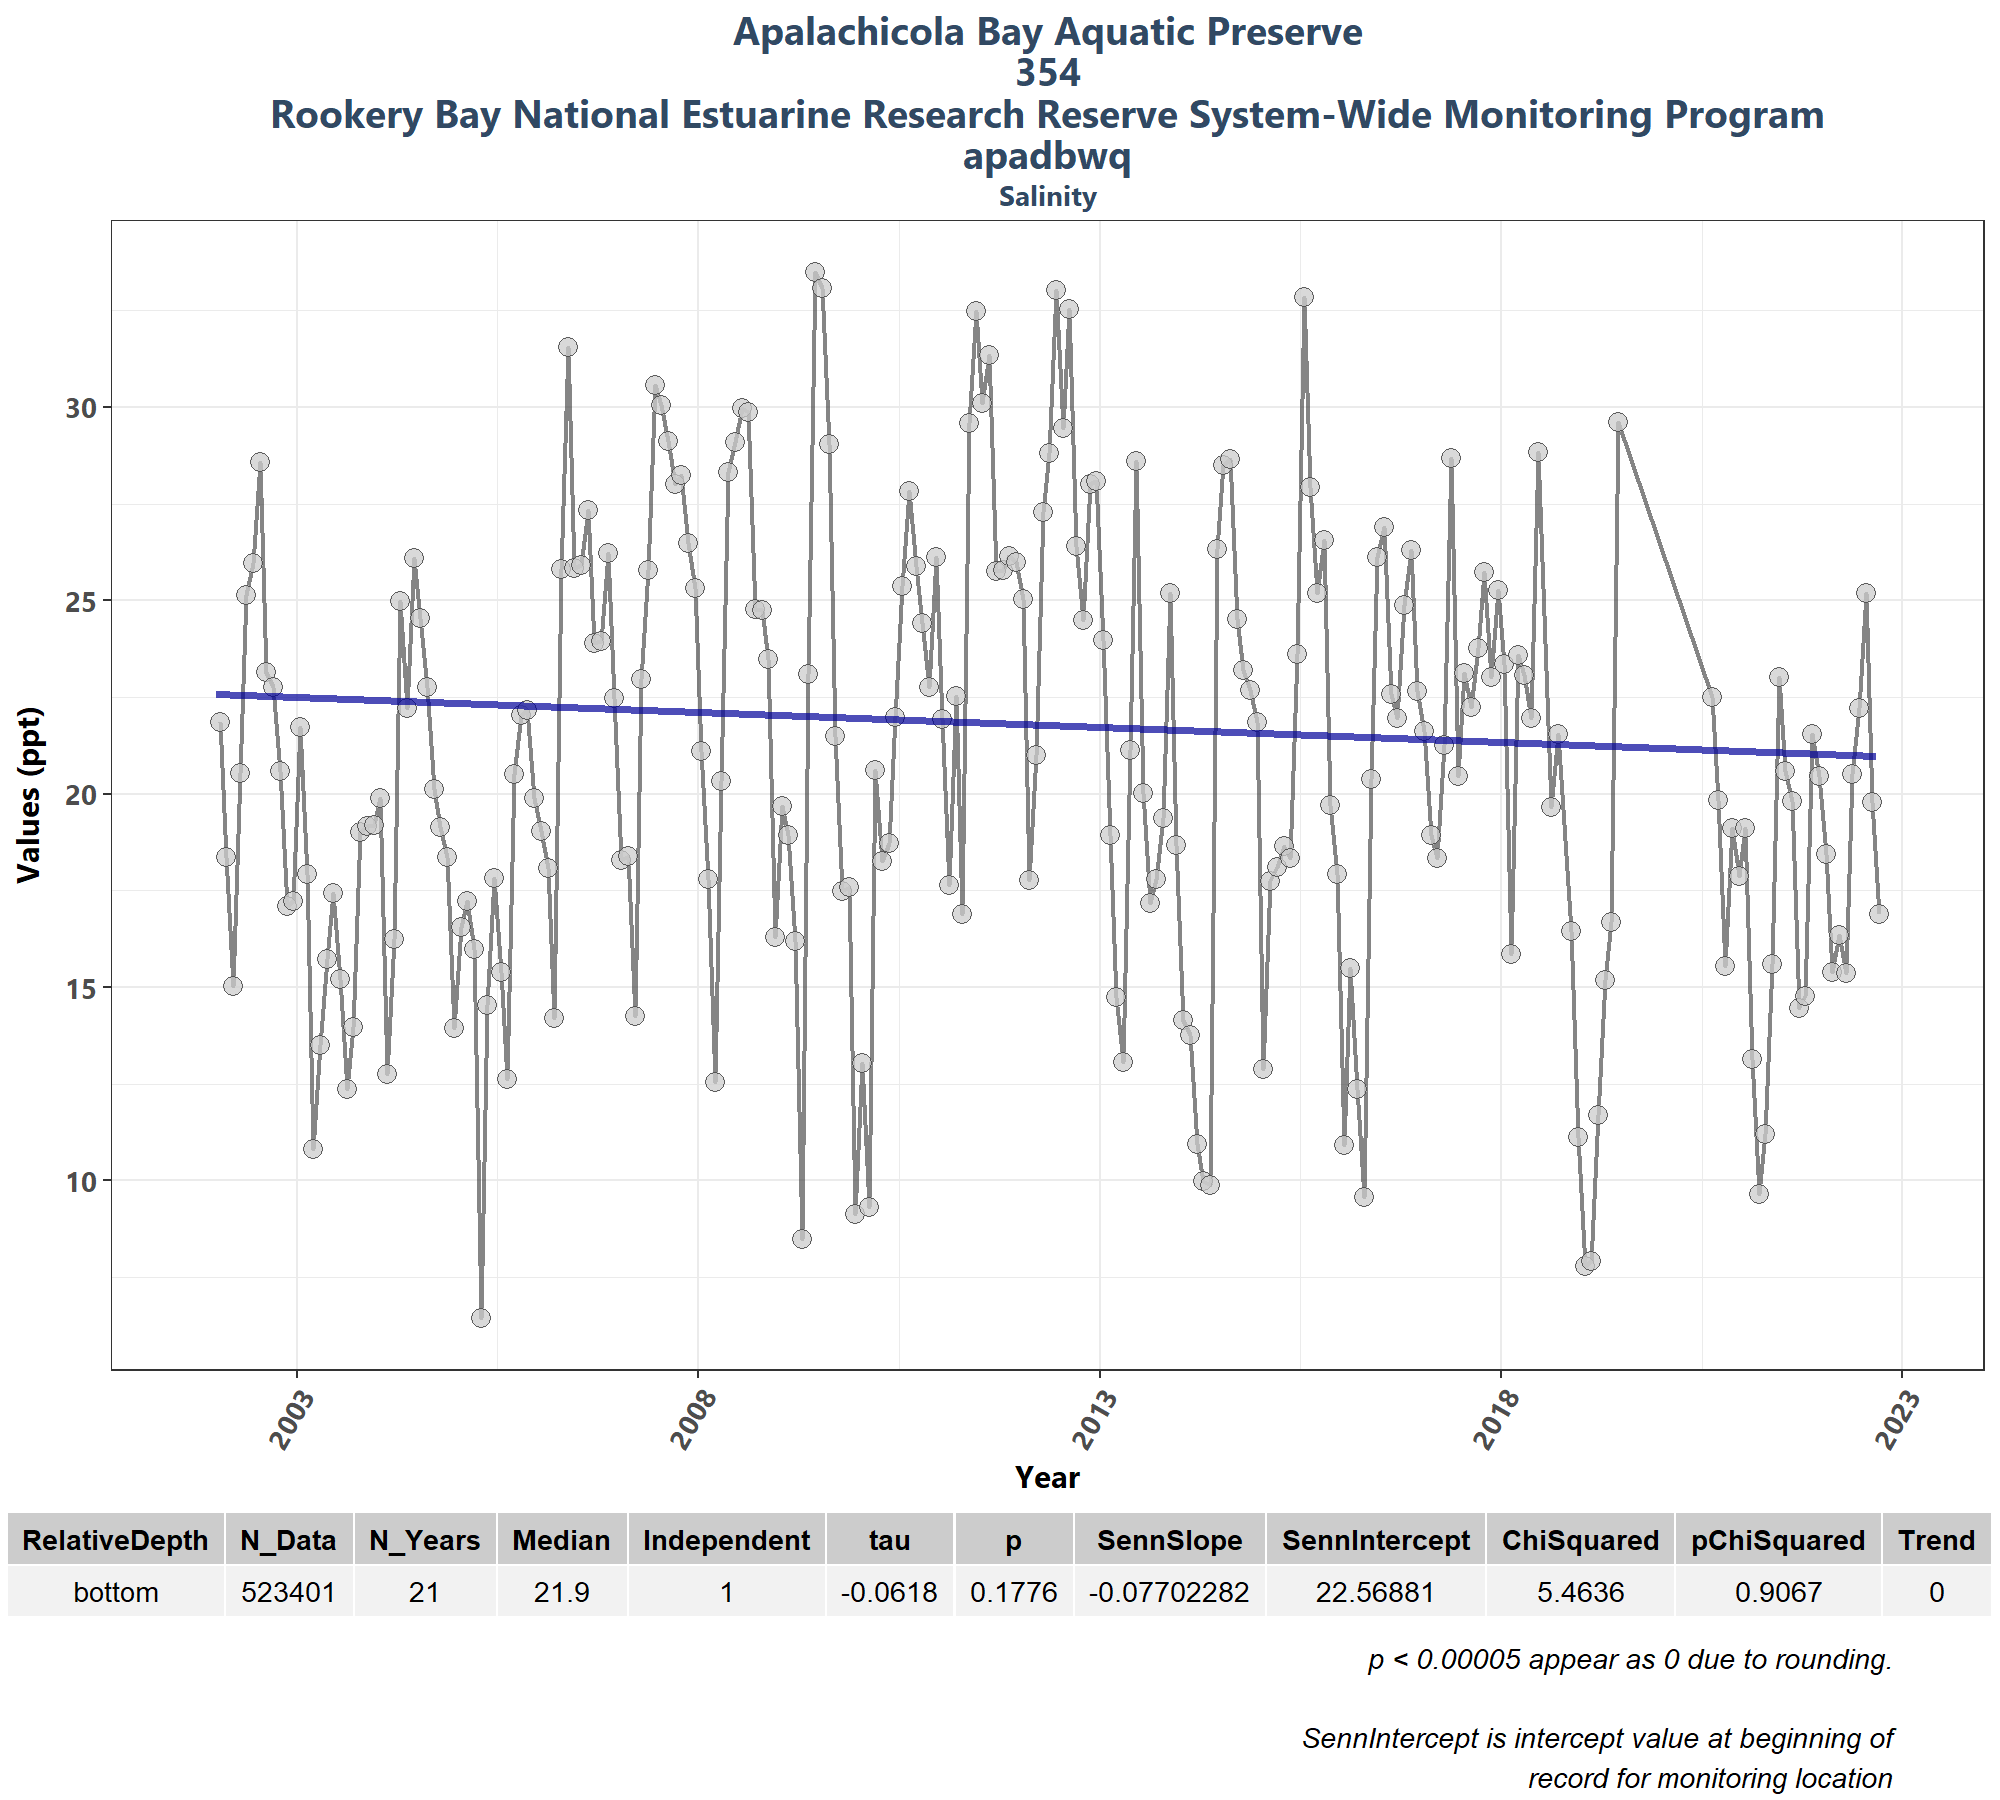 Apalachicola Bay Aquatic Preserve
354
Rookery Bay National Estuarine Research Reserve System-Wide Monitoring Program
apadbwq
Salinity
Values (ppt)
30
25
20
15
10
2003
2008
2013
2018
2023
Year
RelativeDepth N_Data N_Years Median Independent tau p SennSlope SennIntercept ChiSquared pChiSquared Trend
bottom 523401 21 21.9 1 -0.0618 0.1776 -0.07702282 22.56881 5.4636 0.9067 0
p < 0.00005 appear as 0 due to rounding.
SennIntercept is intercept value at beginning of
record for monitoring location